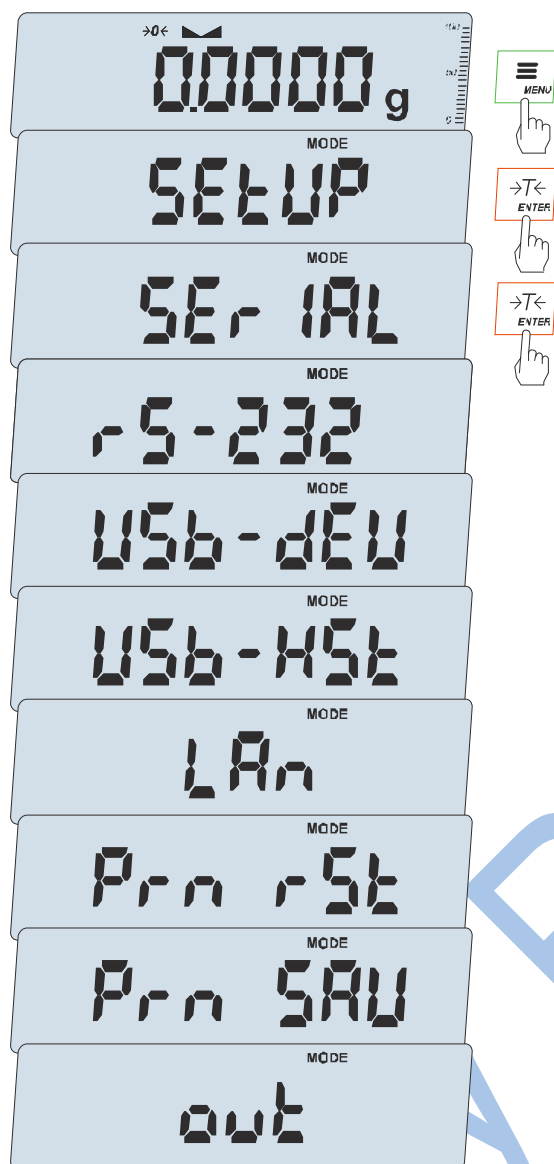 →0←
0.0000 g
MENU
MODE
SEtUP
→T←
ENTER
MODE
SEr IAL
→T←
ENTER
MODE
rS-232
MODE
USb-dEU
MODE
USb-HSt
MODE
LAn
MODE
Prn rSt
MODE
Prn SAU
MODE
out